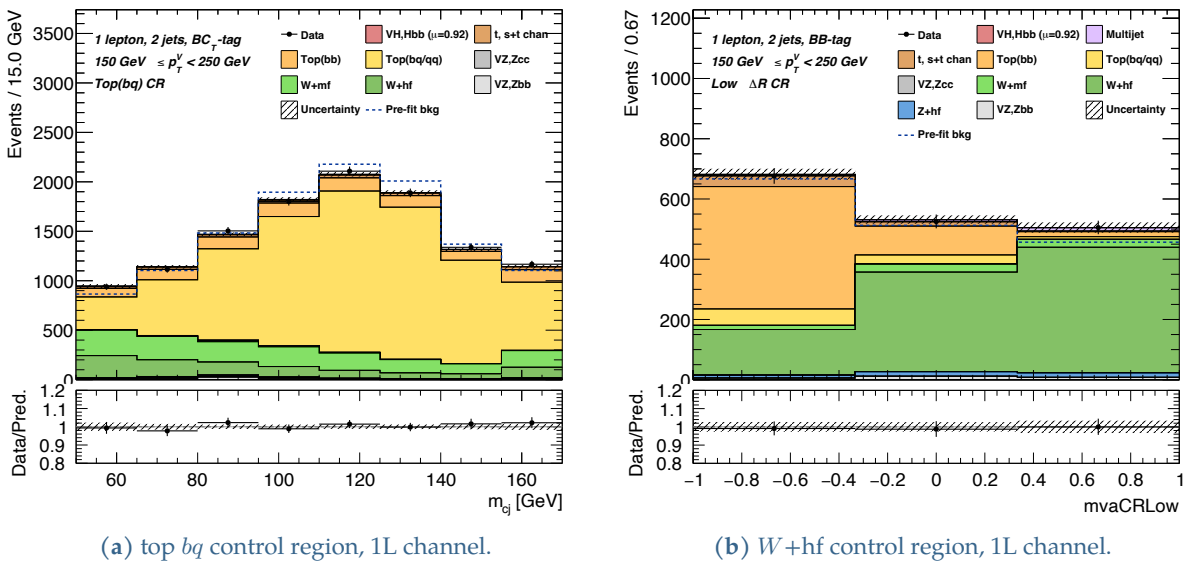 Events / 15.0 GeV
3500
3000
2500
2000
1500
1000
500
0
1 lepton, 2 jets, BC_T-tag
150 GeV ≤ p_T^V < 250 GeV
Top(bq) CR
Data
VH,Hbb (μ=0.92)
t, s+t chan
Top(bb)
Top(bq/qq)
VZ,Zcc
W+mf
W+hf
VZ,Zbb
Uncertainty
Pre-fit bkg
Data/Pred.
1.2
1.1
1
0.9
0.8
60 80 100 120 140 160
m_cj [GeV]
(a) top bq control region, 1L channel.
Events / 0.67
1200
1000
800
600
400
200
0
1 lepton, 2 jets, BB-tag
150 GeV ≤ p_T^V < 250 GeV
Low ΔR CR
Data
VH,Hbb (μ=0.92)
Multijet
t, s+t chan
Top(bb)
Top(bq/qq)
VZ,Zcc
W+mf
W+hf
Z+hf
VZ,Zbb
Uncertainty
Pre-fit bkg
Data/Pred.
1.2
1.1
1
0.9
0.8
−1 −0.8 −0.6 −0.4 −0.2 0 0.2 0.4 0.6 0.8 1
mvaCRLow
(b) W+hf control region, 1L channel.